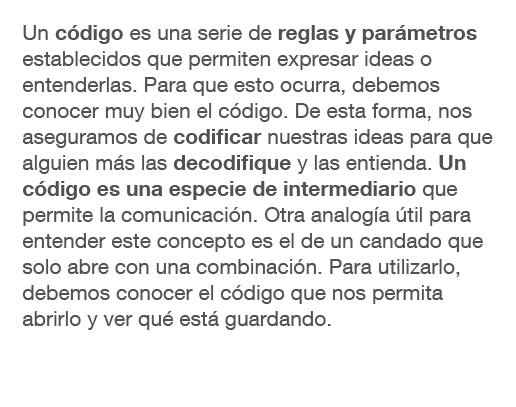 Un código es una serie de reglas y parámetros
establecidos que permiten expresar ideas o
entenderlas. Para que esto ocurra, debemos
conocer muy bien el código. De esta forma, nos
aseguramos de codificar nuestras ideas para que
alguien más las decodifique y las entienda. Un
código es una especie de intermediario que
permite la comunicación. Otra analogía útil para
entender este concepto es el de un candado que
solo abre con una combinación. Para utilizarlo,
debemos conocer el código que nos permita
abrirlo y ver qué está guardando.